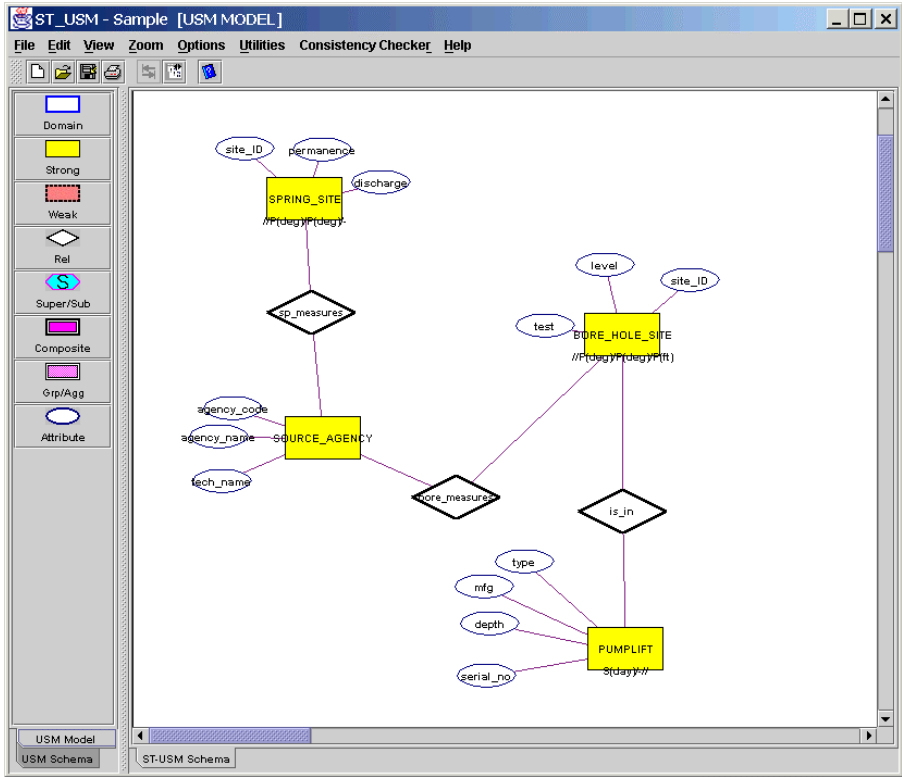 ST_USM - Sample [USM MODEL]
File Edit View Zoom Options Utilities Consistency Checker Help
Domain
Strong
Weak
Rel
S
Super/Sub
Composite
Grp/Agg
Attribute
USM Model
USM Schema
site_ID
permanence
discharge
SPRING_SITE
//P(deg)/P(deg)/-
sp_measures
level
site_ID
test
BORE_HOLE_SITE
//P(deg)/P(deg)/P(ft)
agency_code
agency_name
SOURCE_AGENCY
tech_name
bore_measures
is_in
type
mfg
depth
PUMPLIFT
S(day)/-//
serial_no
ST-USM Schema